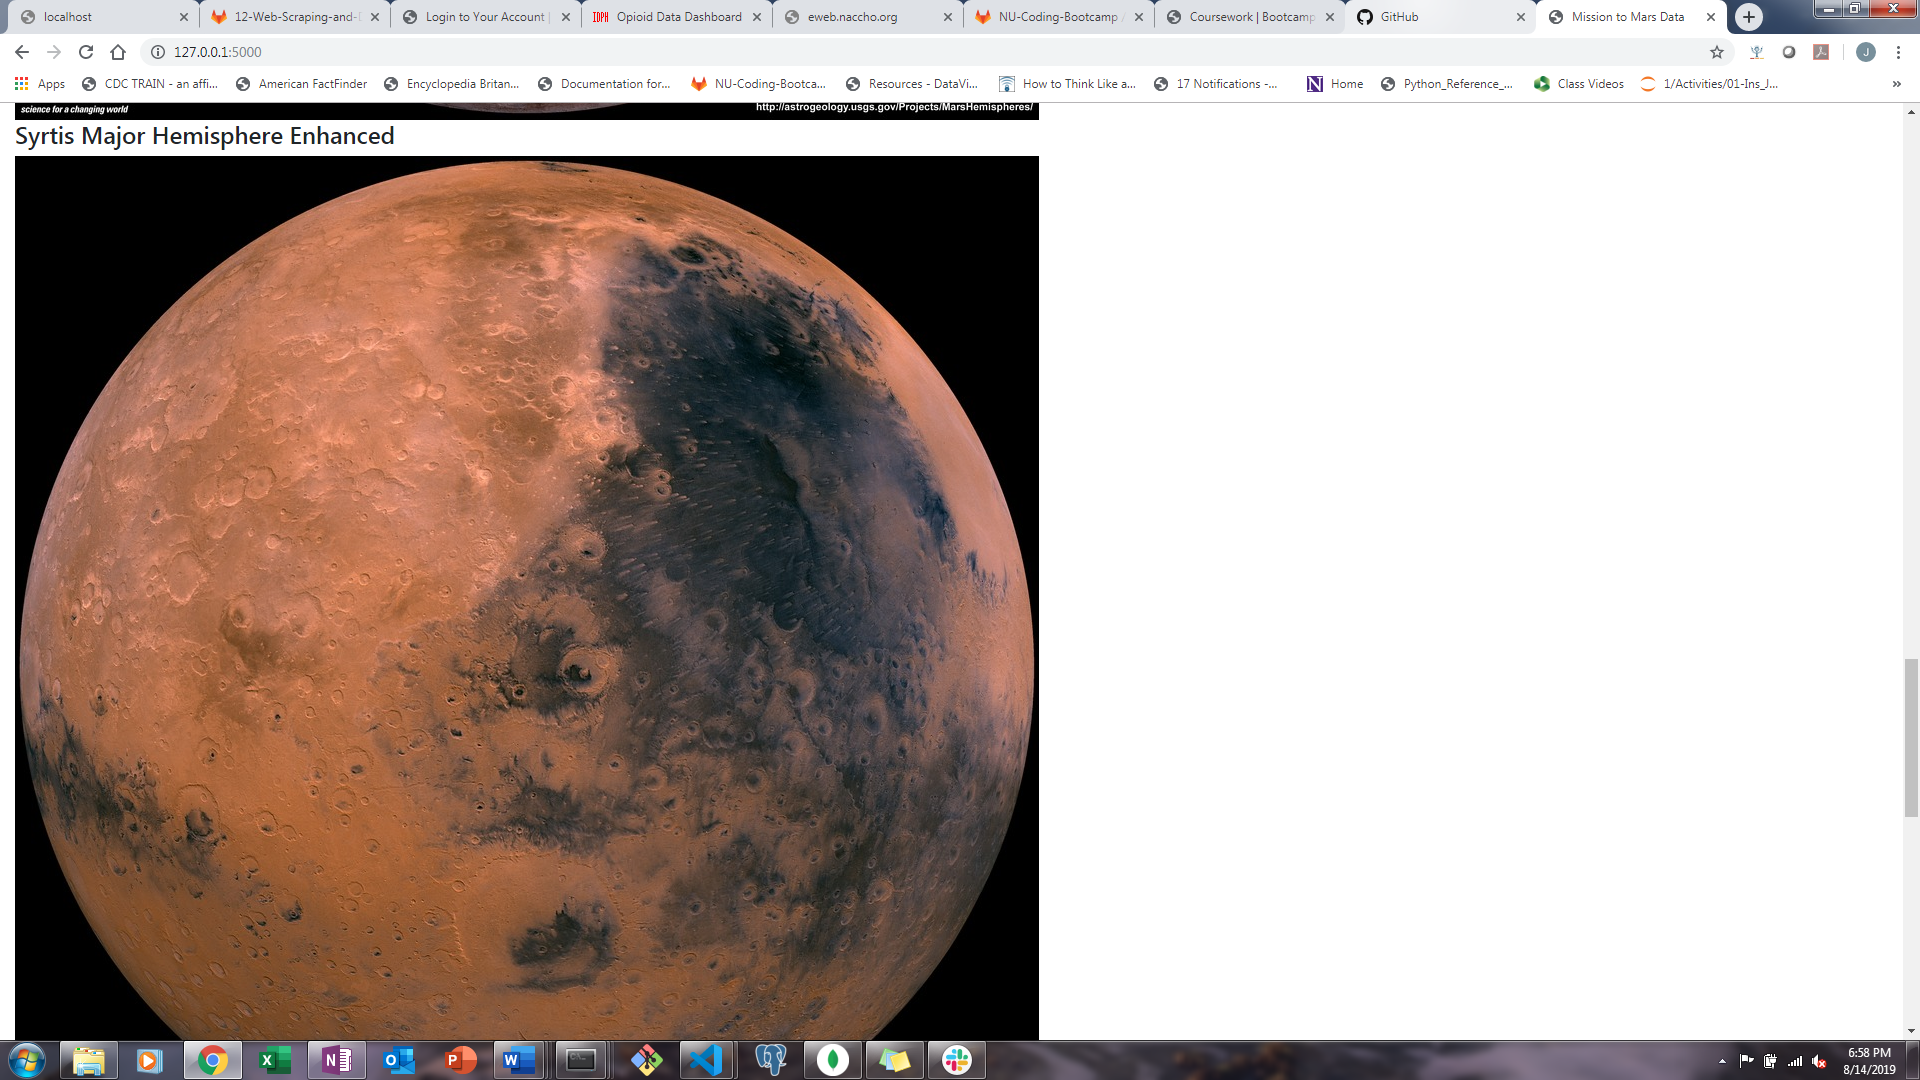 localhost
12-Web-Scraping-and-D
Login to Your Account |
IDPH Opioid Data Dashboard
eweb.naccho.org
NU-Coding-Bootcamp /
Coursework | Bootcamp
GitHub
Mission to Mars Data
127.0.0.1:5000
J
Apps
CDC TRAIN - an affi...
American FactFinder
Encyclopedia Britan...
Documentation for...
NU-Coding-Bootca...
Resources - DataVi...
How to Think Like a...
17 Notifications -...
N Home
Python_Reference_...
Class Videos
1/Activities/01-Ins_J...
»
science for a changing world
http://astrogeology.usgs.gov/Projects/MarsHemispheres/
Syrtis Major Hemisphere Enhanced
6:58 PM
8/14/2019